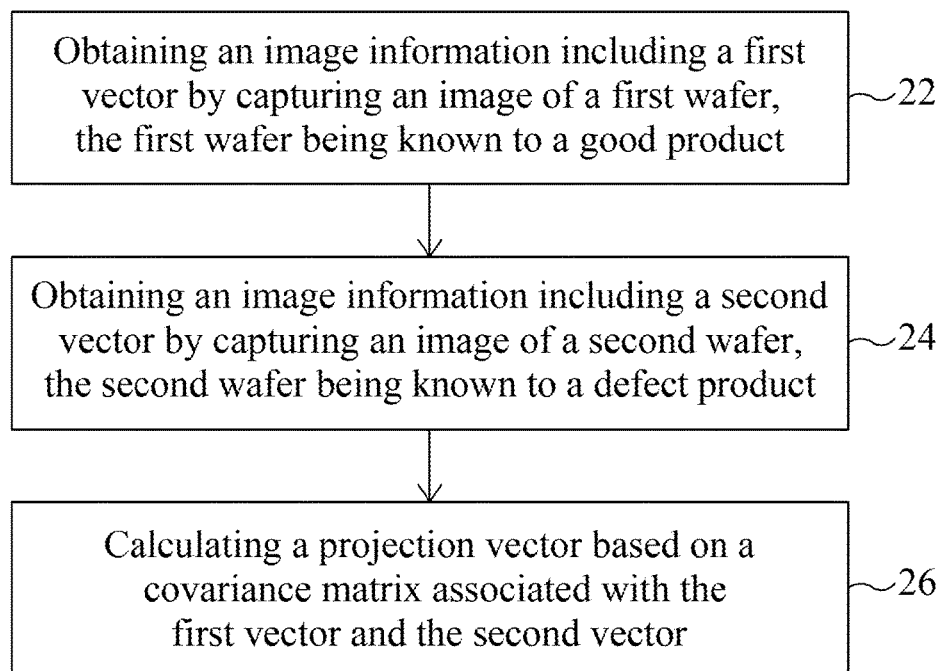 Obtaining an image information including a first
vector by capturing an image of a first wafer,
the first wafer being known to a good product
22
Obtaining an image information including a second
vector by capturing an image of a second wafer,
the second wafer being known to a defect product
24
Calculating a projection vector based on a
covariance matrix associated with the
first vector and the second vector
26